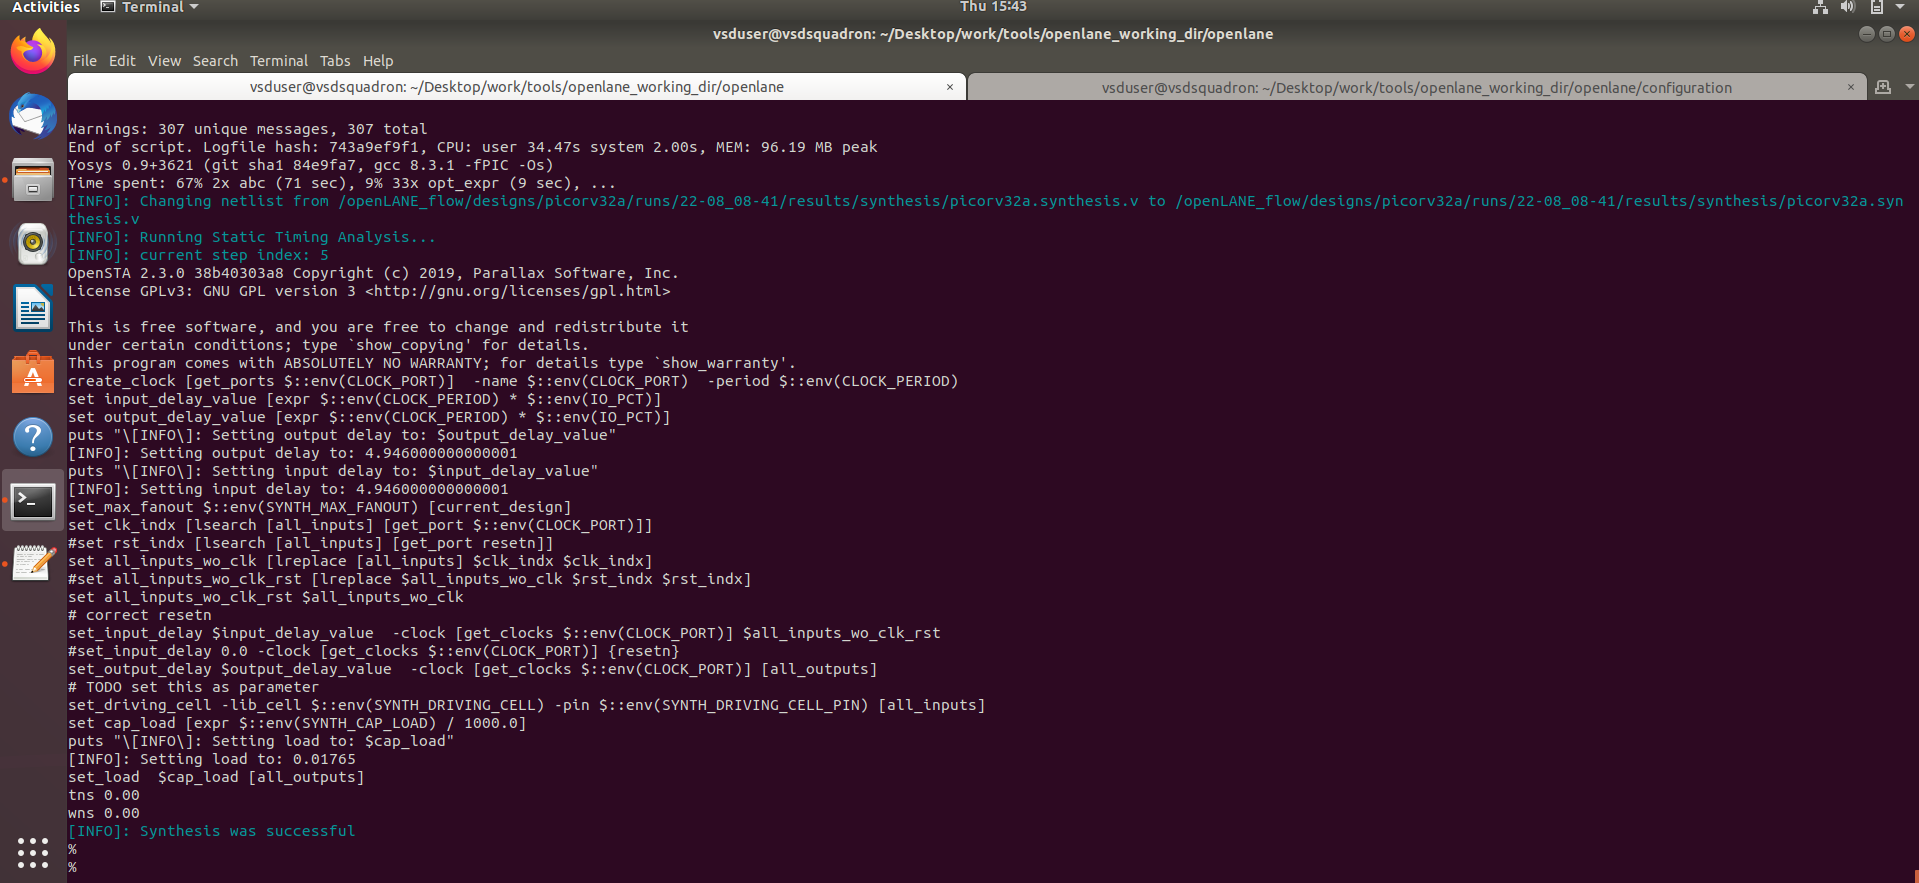 Activities Terminal Thu 15:43
vsduser@vsdsquadron: ~/Desktop/work/tools/openlane_working_dir/openlane
File Edit View Search Terminal Tabs Help
vsduser@vsdsquadron: ~/Desktop/work/tools/openlane_working_dir/openlane × vsduser@vsdsquadron: ~/Desktop/work/tools/openlane_working_dir/openlane/configuration ×
Warnings: 307 unique messages, 307 total
End of script. Logfile hash: 743a9ef9f1, CPU: user 34.47s system 2.00s, MEM: 96.19 MB peak
Yosys 0.9+3621 (git sha1 84e9fa7, gcc 8.3.1 -fPIC -Os)
Time spent: 67% 2x abc (71 sec), 9% 33x opt_expr (9 sec), ...
[INFO]: Changing netlist from /openLANE_flow/designs/picorv32a/runs/22-08_08-41/results/synthesis/picorv32a.synthesis.v to /openLANE_flow/designs/picorv32a/runs/22-08_08-41/results/synthesis/picorv32a.syn
thesis.v
[INFO]: Running Static Timing Analysis...
[INFO]: current step index: 5
OpenSTA 2.3.0 38b40303a8 Copyright (c) 2019, Parallax Software, Inc.
License GPLv3: GNU GPL version 3 <http://gnu.org/licenses/gpl.html>
This is free software, and you are free to change and redistribute it
under certain conditions; type `show_copying' for details.
This program comes with ABSOLUTELY NO WARRANTY; for details type `show_warranty'.
create_clock [get_ports $::env(CLOCK_PORT)]  -name $::env(CLOCK_PORT)  -period $::env(CLOCK_PERIOD)
set input_delay_value [expr $::env(CLOCK_PERIOD) * $::env(IO_PCT)]
set output_delay_value [expr $::env(CLOCK_PERIOD) * $::env(IO_PCT)]
puts "\[INFO\]: Setting output delay to: $output_delay_value"
[INFO]: Setting output delay to: 4.946000000000001
puts "\[INFO\]: Setting input delay to: $input_delay_value"
[INFO]: Setting input delay to: 4.946000000000001
set_max_fanout $::env(SYNTH_MAX_FANOUT) [current_design]
set clk_indx [lsearch [all_inputs] [get_port $::env(CLOCK_PORT)]]
#set rst_indx [lsearch [all_inputs] [get_port resetn]]
set all_inputs_wo_clk [lreplace [all_inputs] $clk_indx $clk_indx]
#set all_inputs_wo_clk_rst [lreplace $all_inputs_wo_clk $rst_indx $rst_indx]
set all_inputs_wo_clk_rst $all_inputs_wo_clk
# correct resetn
set_input_delay $input_delay_value  -clock [get_clocks $::env(CLOCK_PORT)] $all_inputs_wo_clk_rst
#set_input_delay 0.0 -clock [get_clocks $::env(CLOCK_PORT)] {resetn}
set_output_delay $output_delay_value  -clock [get_clocks $::env(CLOCK_PORT)] [all_outputs]
# TODO set this as parameter
set_driving_cell -lib_cell $::env(SYNTH_DRIVING_CELL) -pin $::env(SYNTH_DRIVING_CELL_PIN) [all_inputs]
set cap_load [expr $::env(SYNTH_CAP_LOAD) / 1000.0]
puts "\[INFO\]: Setting load to: $cap_load"
[INFO]: Setting load to: 0.01765
set_load  $cap_load [all_outputs]
tns 0.00
wns 0.00
[INFO]: Synthesis was successful
%
%